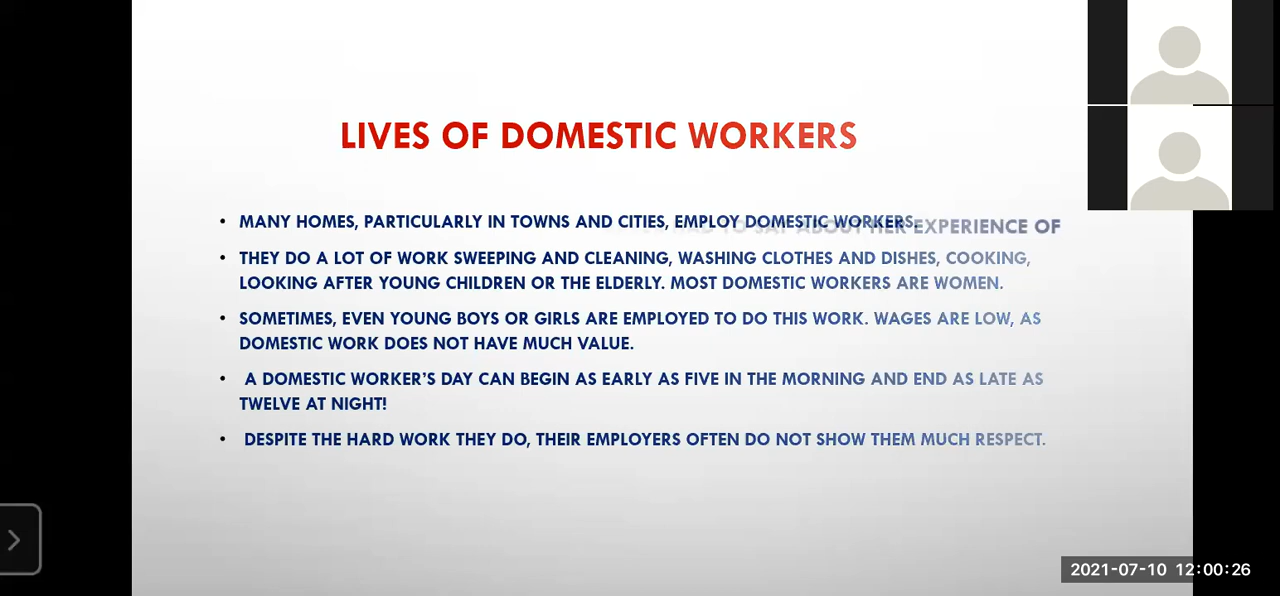 LIVES OF DOMESTIC WORKERS
• MANY HOMES, PARTICULARLY IN TOWNS AND CITIES, EMPLOY DOMESTIC WORKERS.
TO SAY ABOUT HER EXPERIENCE OF
• THEY DO A LOT OF WORK SWEEPING AND CLEANING, WASHING CLOTHES AND DISHES, COOKING,
LOOKING AFTER YOUNG CHILDREN OR THE ELDERLY. MOST DOMESTIC WORKERS ARE WOMEN.
• SOMETIMES, EVEN YOUNG BOYS OR GIRLS ARE EMPLOYED TO DO THIS WORK. WAGES ARE LOW, AS
DOMESTIC WORK DOES NOT HAVE MUCH VALUE.
• A DOMESTIC WORKER’S DAY CAN BEGIN AS EARLY AS FIVE IN THE MORNING AND END AS LATE AS
TWELVE AT NIGHT!
• DESPITE THE HARD WORK THEY DO, THEIR EMPLOYERS OFTEN DO NOT SHOW THEM MUCH RESPECT.
2021-07-10 12:00:26